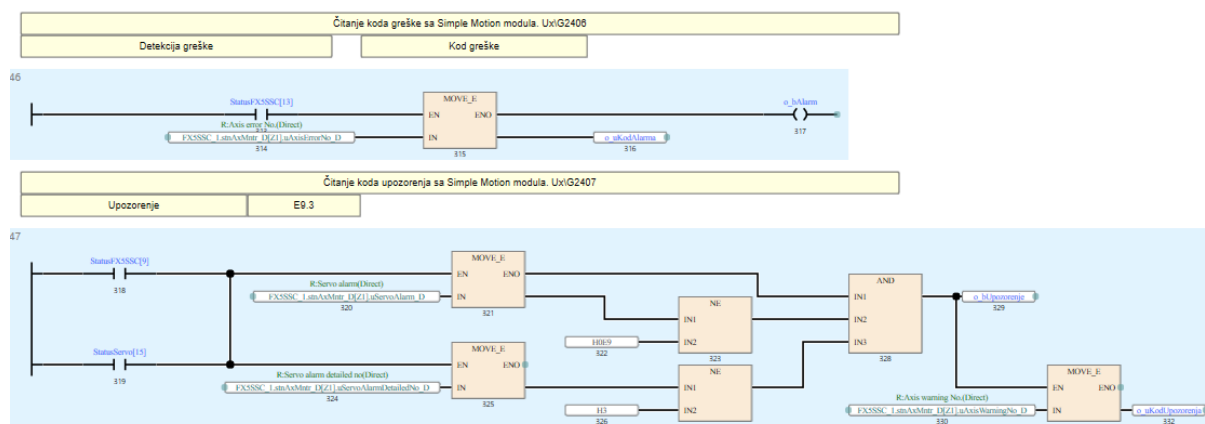 Čitanje koda greške sa Simple Motion modula. Ux\G2406
Detekcija greške
Kod greške
46
StatusFX5SSC[13]
MOVE_E
o_bAlarm
EN
ENO
317
R:Axis error No.(Direct)
313
FX5SSC_1.stnAxMntr_D[Z1].uAxisErrorNo_D
IN
o_uKodAlarma
314
315
316
Čitanje koda upozorenja sa Simple Motion modula. Ux\G2407
Upozorenje
E9.3
47
StatusFX5SSC[9]
MOVE_E
318
EN
ENO
AND
R:Servo alarm(Direct)
FX5SSC_1.stnAxMntr_D[Z1].uServoAlarm_D
IN
NE
IN1
o_bUpozorenje
320
321
IN1
IN2
329
H0E9
IN2
IN3
322
323
328
StatusServo[15]
MOVE_E
319
EN
ENO
NE
MOVE_E
R:Servo alarm detailed no(Direct)
FX5SSC_1.stnAxMntr_D[Z1].uServoAlarmDetailedNo_D
IN
IN1
EN
ENO
324
325
R:Axis warning No.(Direct)
H3
IN2
FX5SSC_1.stnAxMntr_D[Z1].uAxisWarningNo_D
IN
o_uKodUpozorenja
326
330
332